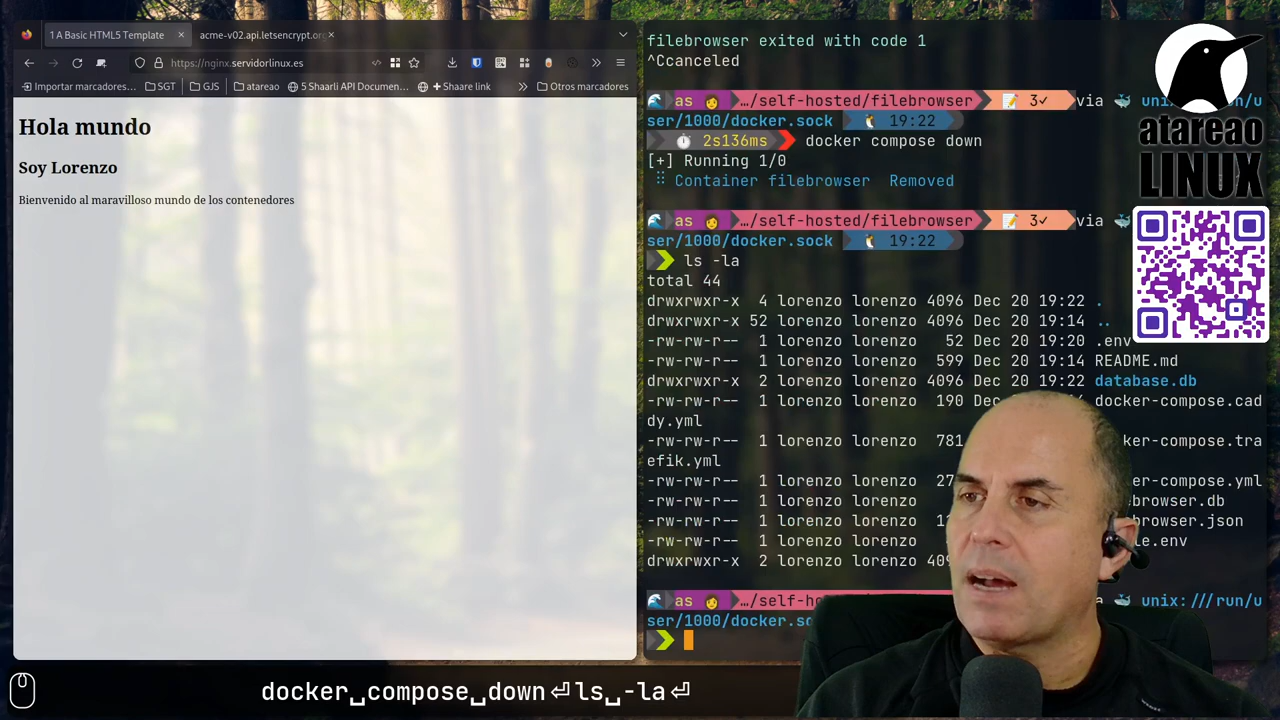 1 A Basic HTML5 Template
acme-v02.api.letsencrypt.or
https://nginx.servidorlinux.es
Importar marcadores…
SGT
GJS
atareao
5 Shaarli API Documen…
+ Shaare link
Otros marcadores
Hola mundo
Soy Lorenzo
Bienvenido al maravilloso mundo de los contenedores
filebrowser exited with code 1
^Ccanceled
as …/self-hosted/filebrowser 3✓ via
ser/1000/docker.sock 19:22
2s136ms docker compose down
[+] Running 1/0
Container filebrowser Removed
as …/self-hosted/filebrowser 3✓ via
ser/1000/docker.sock 19:22
ls -la
total 44
drwxrwxr-x 4 lorenzo lorenzo 4096 Dec 20 19:22 .
drwxrwxr-x 52 lorenzo lorenzo 4096 Dec 20 19:14 ..
-rw-rw-r-- 1 lorenzo lorenzo 52 Dec 20 19:20 .env
-rw-rw-r-- 1 lorenzo lorenzo 599 Dec 20 19:14 README.md
drwxrwxr-x 2 lorenzo lorenzo 4096 Dec 20 19:22 database.db
-rw-rw-r-- 1 lorenzo lorenzo 190 Dec docker-compose.cad
dy.yml
-rw-rw-r-- 1 lorenzo lorenzo 781 ker-compose.tra
efik.yml
-rw-rw-r-- 1 lorenzo lorenzo 27 er-compose.yml
-rw-rw-r-- 1 lorenzo lorenzo ebrowser.db
-rw-rw-r-- 1 lorenzo lorenzo browser.json
-rw-rw-r-- 1 lorenzo lorenzo le.env
drwxrwxr-x 2 lorenzo lorenzo
as …/self-h unix:///run/u
ser/1000/docker.so
atareao
LINUX
docker␣compose␣down⏎ls␣-la⏎